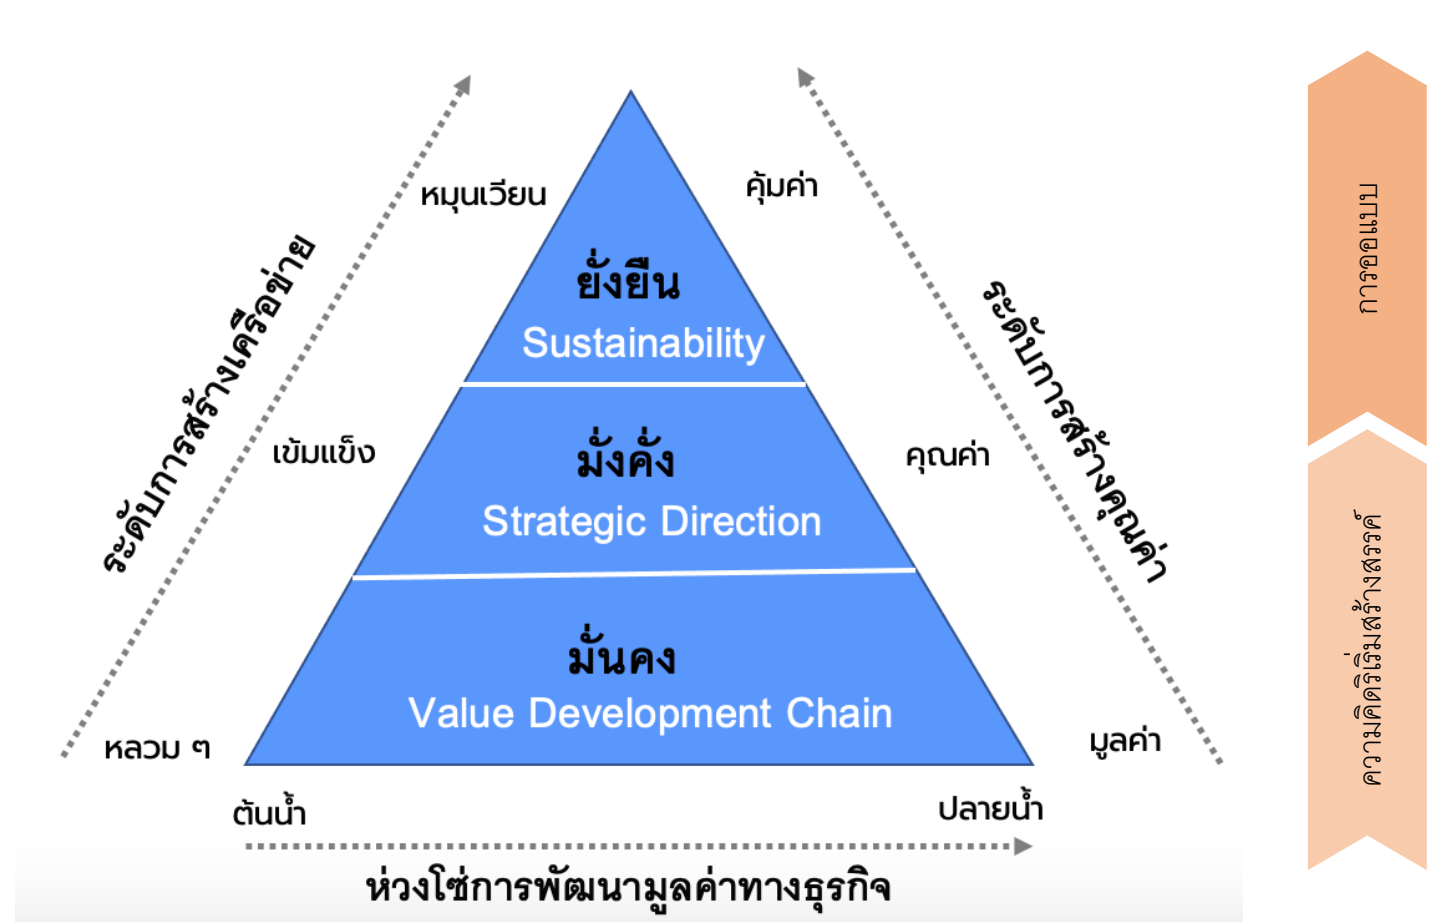 หมุนเวียน
คุ้มค่า
ยั่งยืน
Sustainability
ระดับการสร้างเครือข่าย
ระดับการสร้างคุณค่า
เข้มแข็ง
มั่งคั่ง
คุณค่า
Strategic Direction
มั่นคง
Value Development Chain
หลวม ๆ
มูลค่า
ต้นน้ำ
ปลายน้ำ
ห่วงโซ่การพัฒนามูลค่าทางธุรกิจ
การออแบบ
ความคิดริเริ่มสร้างสรรค์